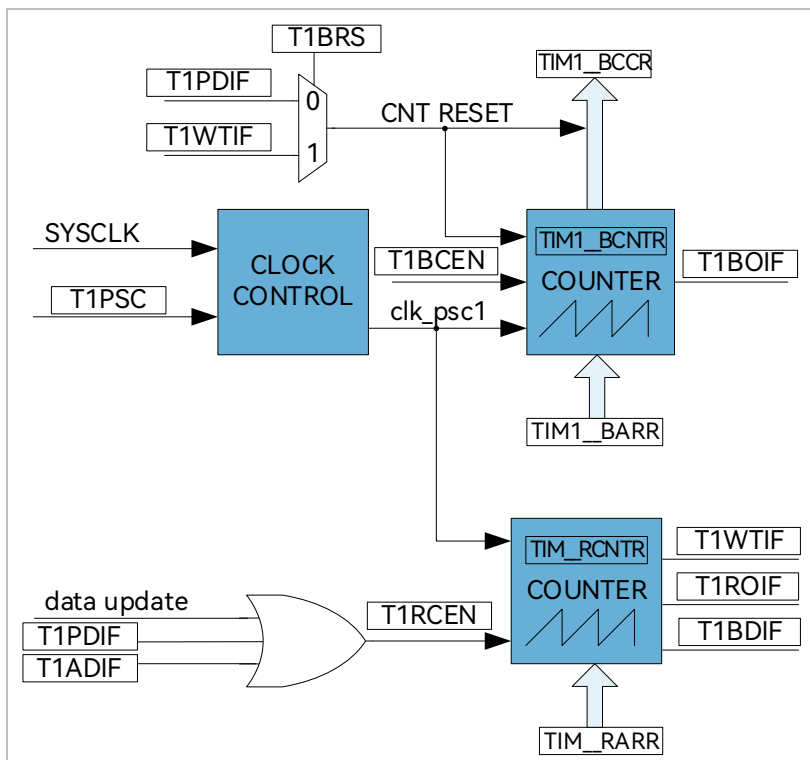 T1BRS
T1PDIF
0
T1WTIF
1
CNT RESET
TIM1__BCCR
SYSCLK
T1PSC
CLOCK
CONTROL
T1BCEN
clk_psc1
TIM1_BCNTR
COUNTER
T1BOIF
TIM1__BARR
data update
T1PDIF
T1ADIF
T1RCEN
TIM_RCNTR
COUNTER
T1WTIF
T1ROIF
T1BDIF
TIM__RARR